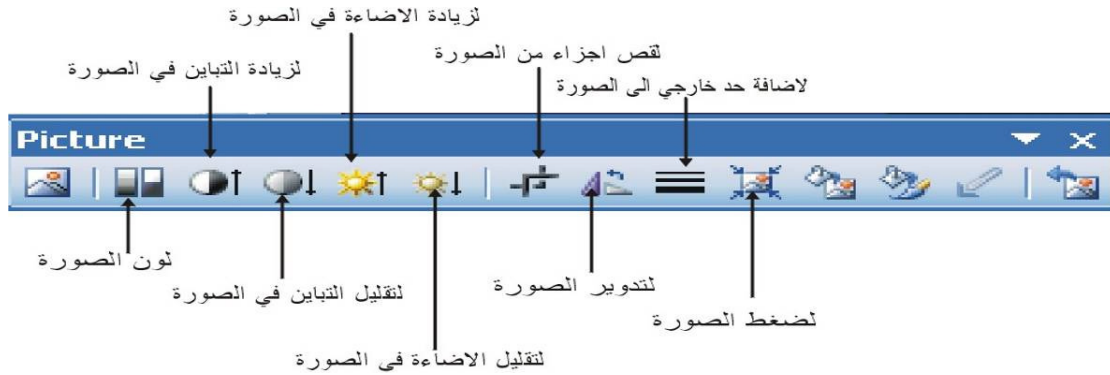 لزيادة الاضاءة في الصورة
لقص اجزاء من الصورة
لزيادة التباين في الصورة
لاضافة حد خارجي الى الصورة
Picture
لون الصورة
لتدوير الصورة
لتقليل التباين في الصورة
لضغط الصورة
لتقليل الاضاءة في الصورة